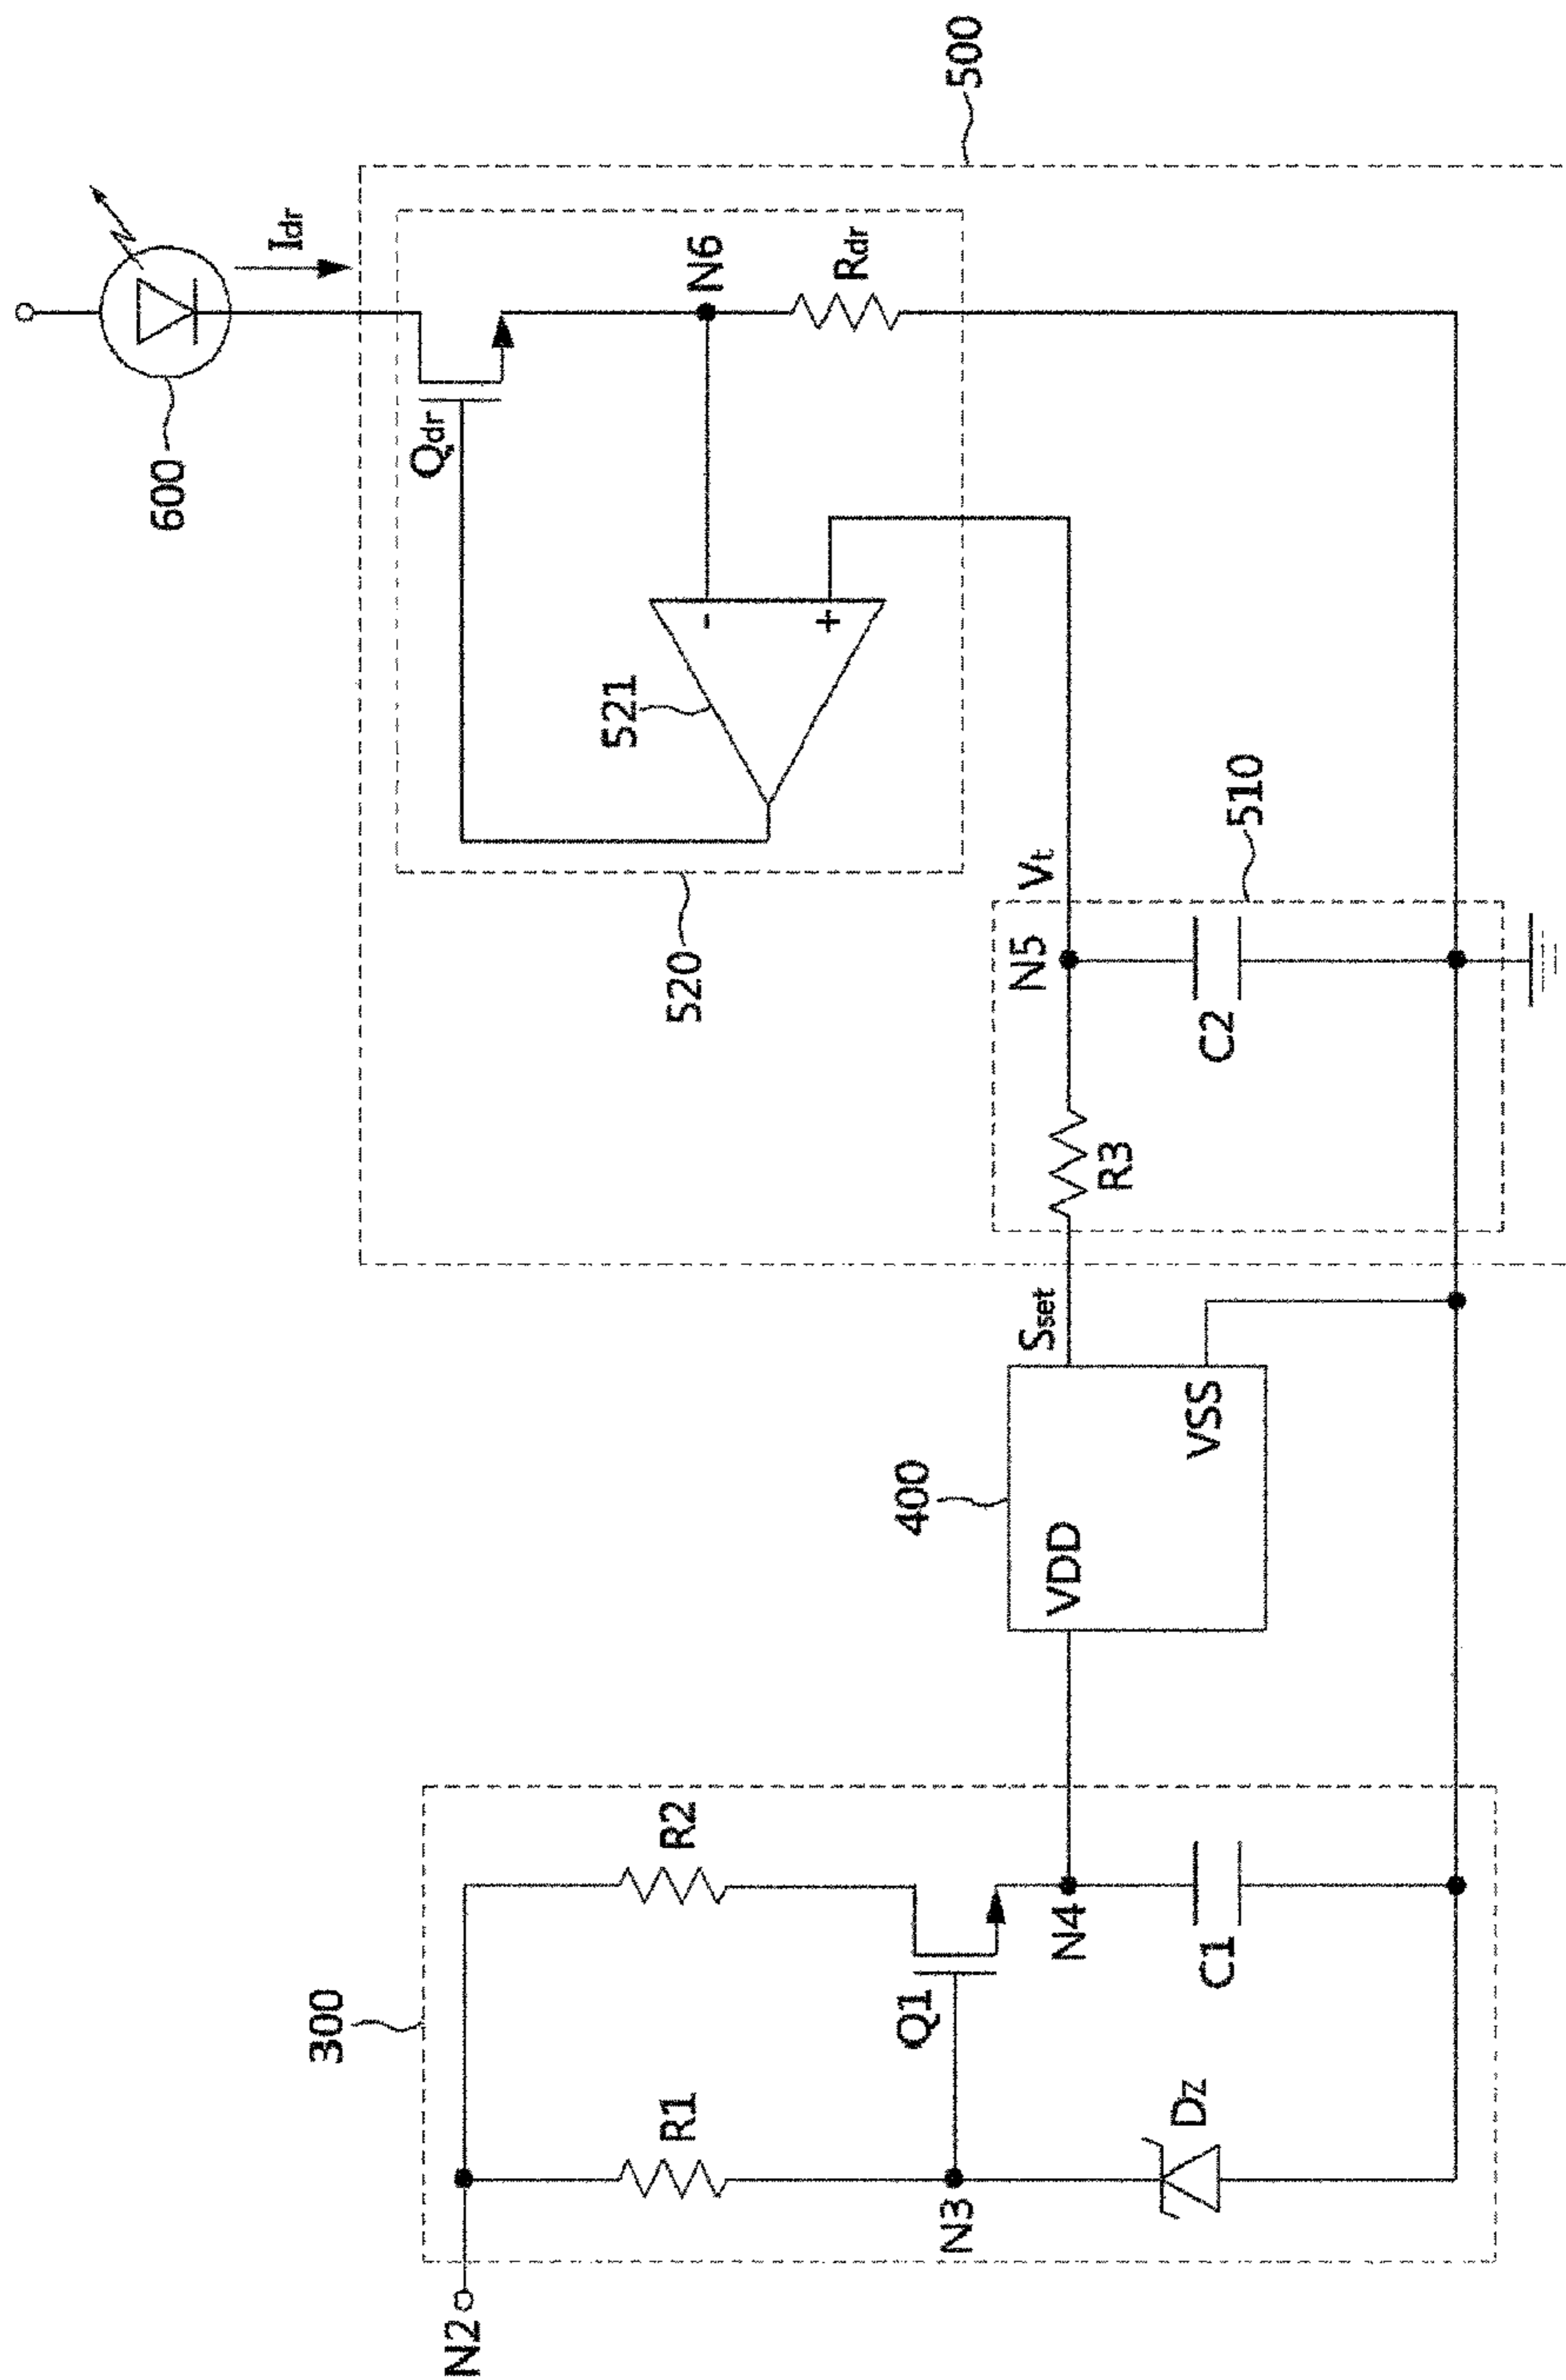 500
600
Idr
N6
Rdr
Qdr
-
+
521
520
510
Vt
N5
C2
R3
Sset
400
VDD
VSS
300
R2
R1
Q1
N4
C1
N3
DZ
N2